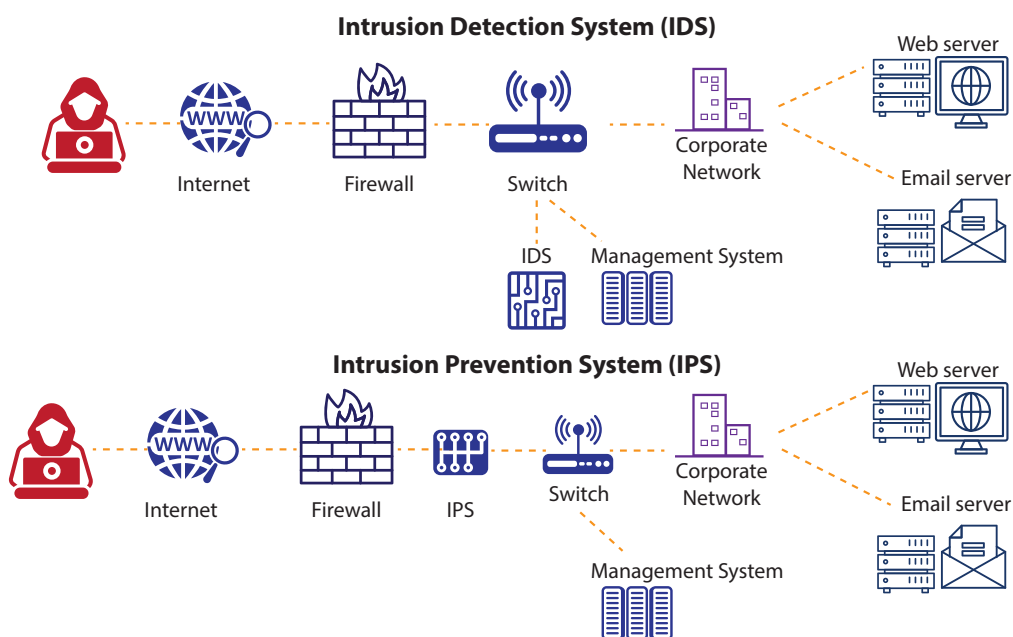 Intrusion Detection System (IDS)
Web server
WWW
Corporate
Network
Internet
Firewall
Switch
Email server
IDS
Management System
Intrusion Prevention System (IPS)
Web server
WWW
Corporate
Network
Internet
Firewall
IPS
Switch
Email server
Management System